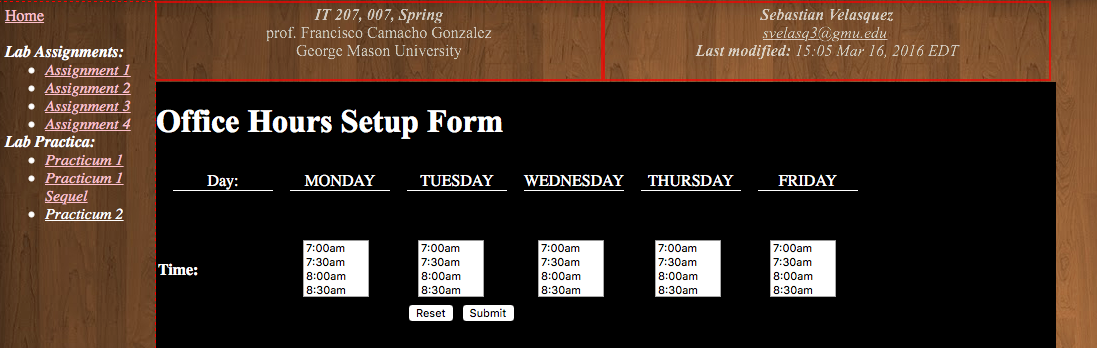 Home
Lab Assignments:
Assignment 1
Assignment 2
Assignment 3
Assignment 4
Lab Practica:
Practicum 1
Practicum 1
Sequel
Practicum 2
IT 207, 007, Spring
prof. Francisco Camacho Gonzalez
George Mason University
Sebastian Velasquez
svelasq3@gmu.edu
Last modified: 15:05 Mar 16, 2016 EDT
Office Hours Setup Form
Day: MONDAY TUESDAY WEDNESDAY THURSDAY FRIDAY
Time:
7:00am 7:00am 7:00am 7:00am 7:00am
7:30am 7:30am 7:30am 7:30am 7:30am
8:00am 8:00am 8:00am 8:00am 8:00am
8:30am 8:30am 8:30am 8:30am 8:30am
Reset Submit